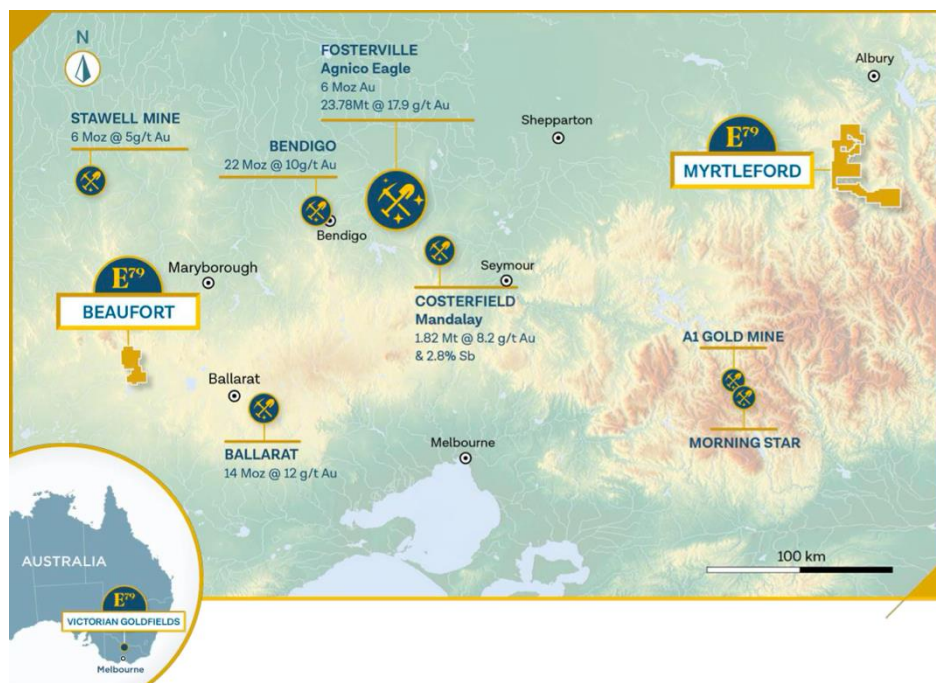 N
FOSTERVILLE
Agnico Eagle
6 Moz Au
23.78Mt @ 17.9 g/t Au
Albury
STAWELL MINE
6 Moz @ 5g/t Au
Shepparton
BENDIGO
22 Moz @ 10g/t Au
E79
MYRTLEFORD
Bendigo
Maryborough
Seymour
E79
BEAUFORT
COSTERFIELD
Mandalay
1.82 Mt @ 8.2 g/t Au
& 2.8% Sb
A1 GOLD MINE
Ballarat
MORNING STAR
BALLARAT
14 Moz @ 12 g/t Au
Melbourne
100 km
AUSTRALIA
E79
VICTORIAN GOLDFIELDS
Melbourne